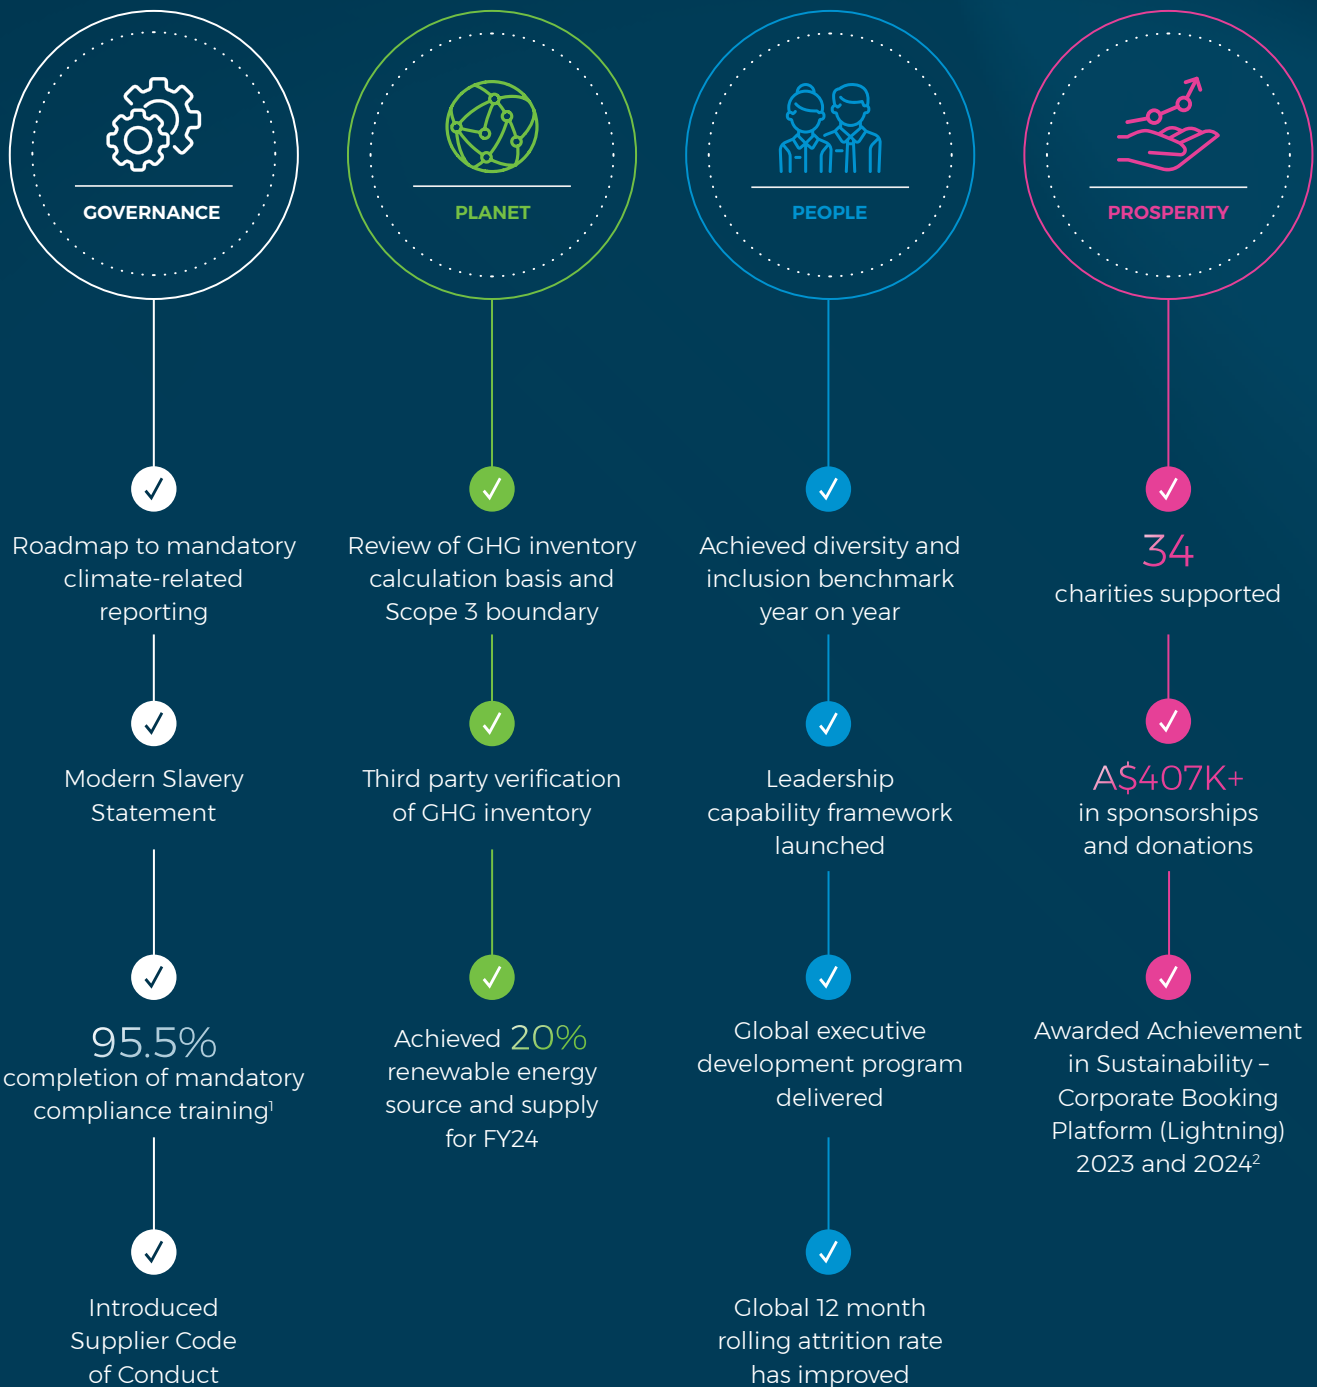 GOVERNANCE
Roadmap to mandatory
climate-related
reporting
Modern Slavery
Statement
95.5%
completion of mandatory
compliance training¹
Introduced
Supplier Code
of Conduct
PLANET
Review of GHG inventory
calculation basis and
Scope 3 boundary
Third party verification
of GHG inventory
Achieved 20%
renewable energy
source and supply
for FY24
PEOPLE
Achieved diversity and
inclusion benchmark
year on year
Leadership
capability framework
launched
Global executive
development program
delivered
Global 12 month
rolling attrition rate
has improved
PROSPERITY
34
charities supported
A$407K+
in sponsorships
and donations
Awarded Achievement
in Sustainability –
Corporate Booking
Platform (Lightning)
2023 and 2024²